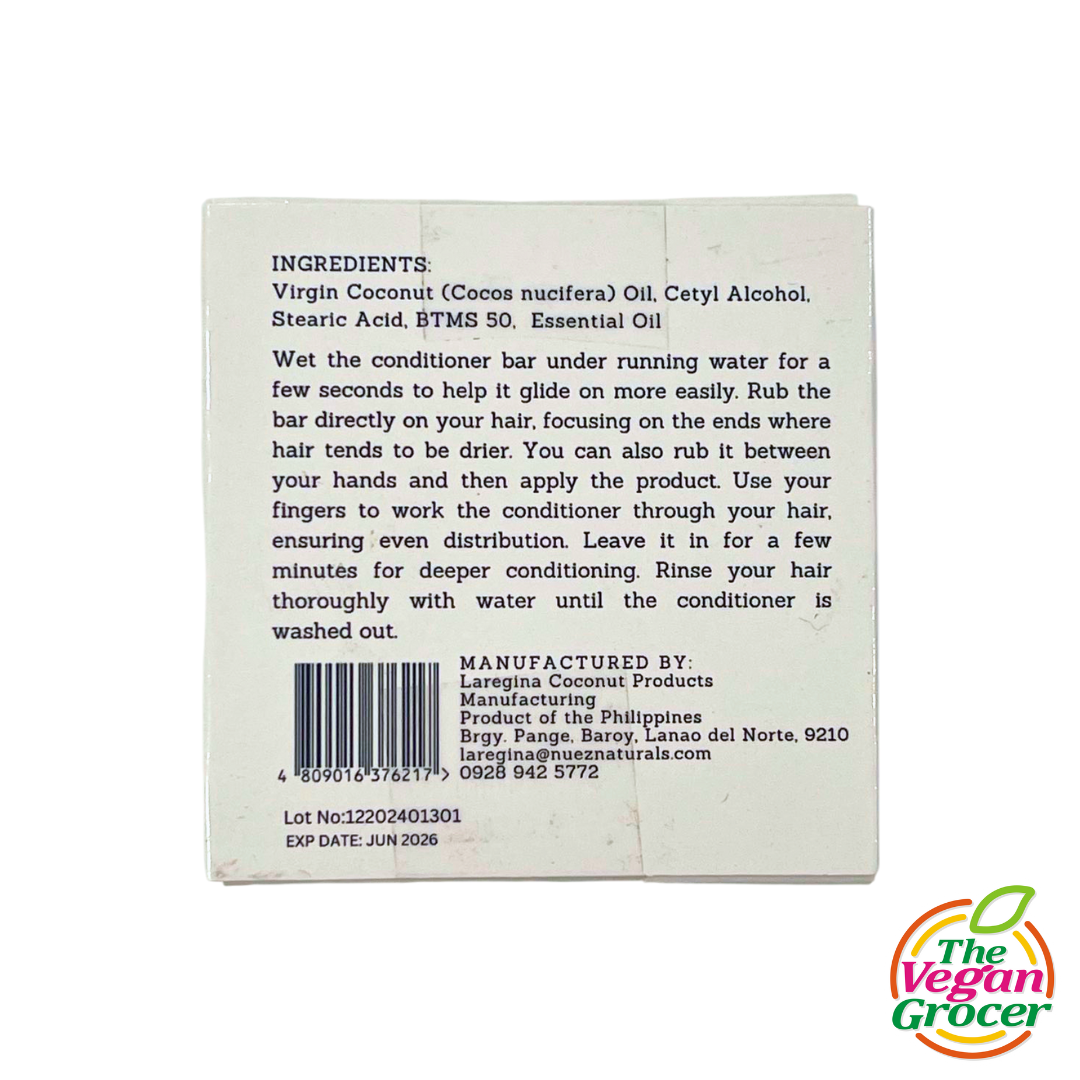 INGREDIENTS:
Virgin Coconut (Cocos nucifera) Oil, Cetyl Alcohol,
Stearic Acid, BTMS 50, Essential Oil
Wet the conditioner bar under running water for a
few seconds to help it glide on more easily. Rub the
bar directly on your hair, focusing on the ends where
hair tends to be drier. You can also rub it between
your hands and then apply the product. Use your
fingers to work the conditioner through your hair,
ensuring even distribution. Leave it in for a few
minutes for deeper conditioning. Rinse your hair
thoroughly with water until the conditioner is
washed out.
MANUFACTURED BY:
Laregina Coconut Products
Manufacturing
Product of the Philippines
Brgy. Pange, Baroy, Lanao del Norte, 9210
laregina@nueznaturals.com
0928 942 5772
4 809016 376217 >
Lot No:12202401301
EXP DATE: JUN 2026
The
Vegan
Grocer